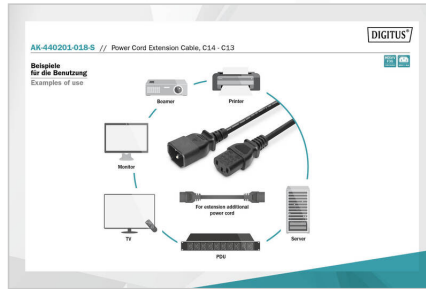 DIGITUS®
AK-440201-018-S // Power Cord Extension Cable, C14 - C13
Beispiele
für die Benutzung
Examples of use
Beamer
Printer
Monitor
For extension additional
power cord
TV
Server
PDU